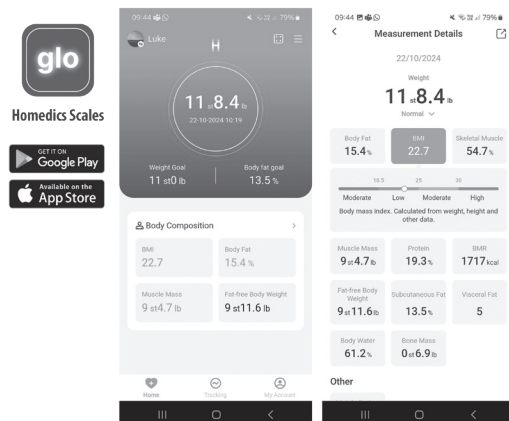 glo
Homedics Scales
GET IT ON
Google Play
Available on the
App Store
09:44
79%
Luke
H
11 st 8.4 lb
22-10-2024 10:19
Weight Goal
11 st 0 lb
Body fat goal
13.5 %
Body Composition >
BMI
22.7
Body Fat
15.4 %
Muscle Mass
9 st 4.7 lb
Fat-free Body Weight
9 st 11.6 lb
Home
Tracking
My Account
09:44
79%
Measurement Details
22/10/2024
Weight
11 st 8.4 lb
Normal
Body Fat
15.4 %
BMI
22.7
Skeletal Muscle
54.7 %
18.5 25 30
Moderate Low Moderate High
Body mass index. Calculated from weight, height and
other data.
Muscle Mass
9 st 4.7 lb
Protein
19.3 %
BMR
1717 kcal
Fat-free Body
Weight
9 st 11.6 lb
Subcutaneous Fat
13.5 %
Visceral Fat
5
Body Water
61.2 %
Bone Mass
0 st 6.9 lb
Other